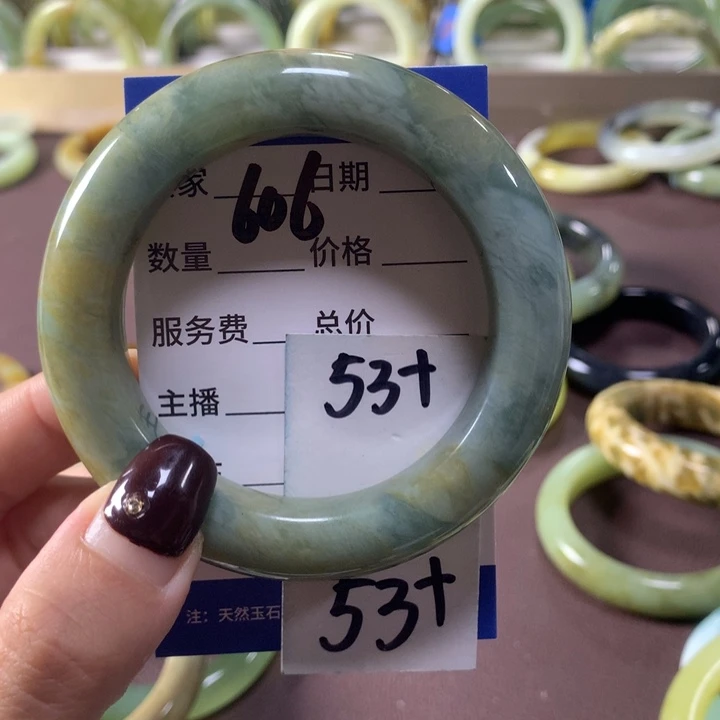 家 606 日期
数量 价格
服务费 总价
53+
主播
注: 天然玉石
53+